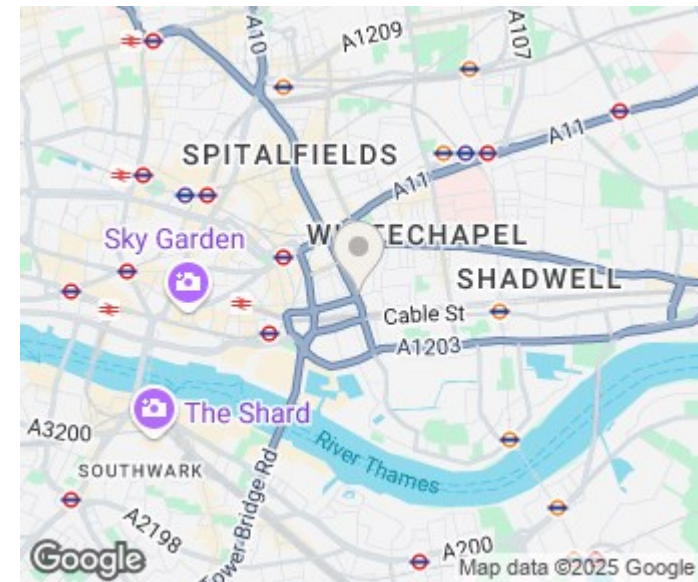 A10
A1209
A107
SPITALFIELDS
A11
A11
WHITECHAPEL
Sky Garden
SHADWELL
Cable St
A1203
The Shard
A3200
River Thames
SOUTHWARK
Tower Bridge Rd
A2198
A200
Google
Map data ©2025 Google